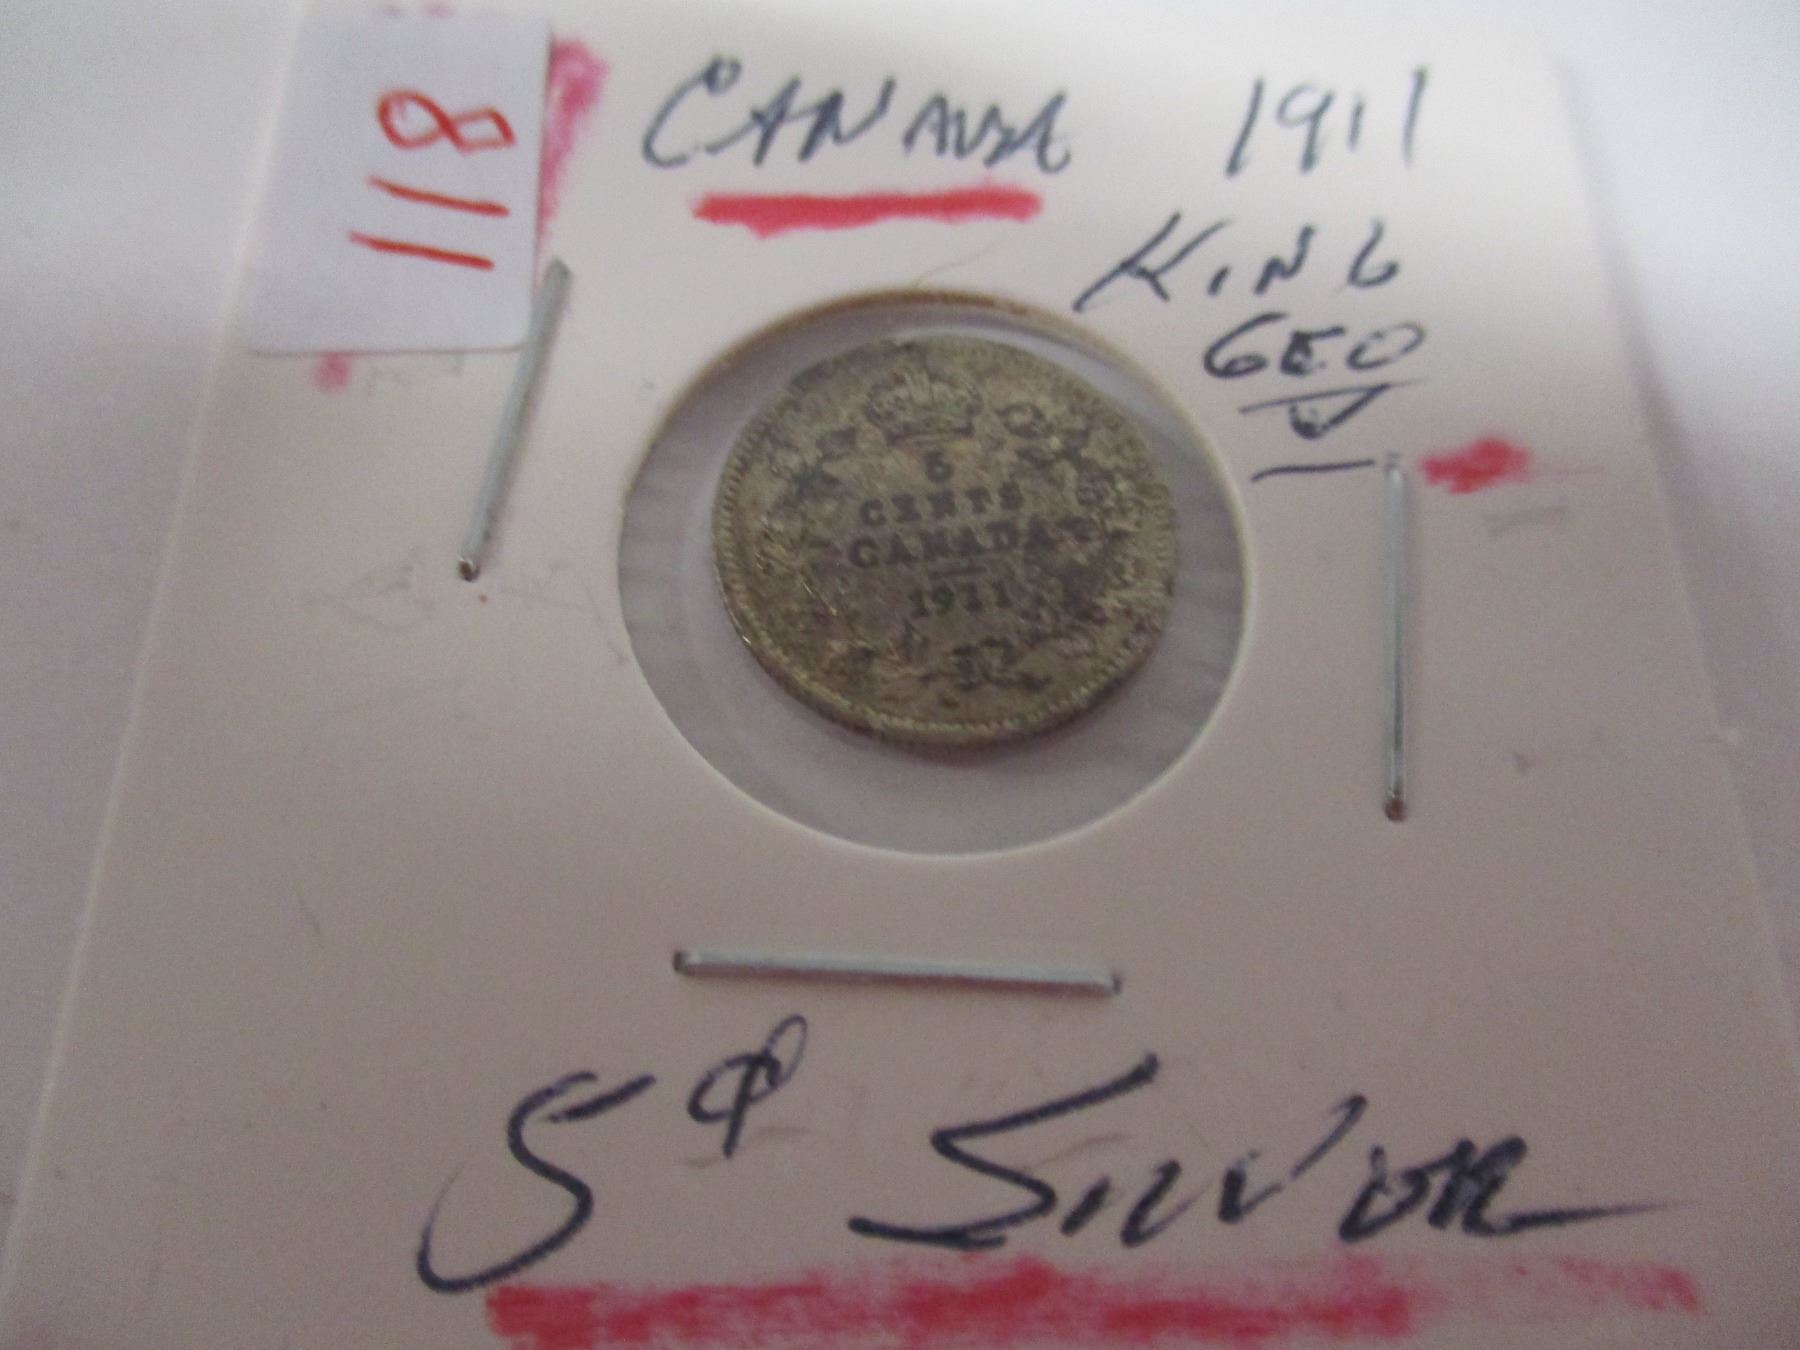 118
CANADA 1911
KING
GEO
V
5
CENTS
CANADA
1911
5¢ SILVER